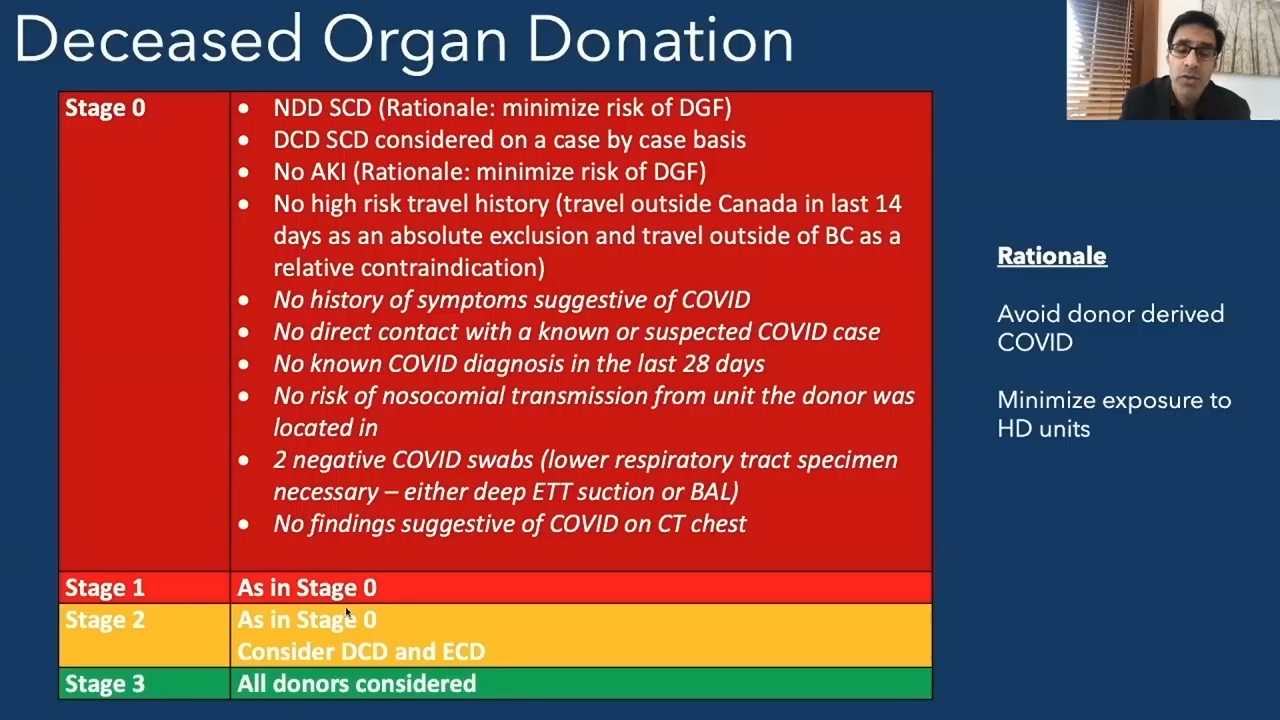 Deceased Organ Donation
Stage 0
• NDD SCD (Rationale: minimize risk of DGF)
• DCD SCD considered on a case by case basis
• No AKI (Rationale: minimize risk of DGF)
• No high risk travel history (travel outside Canada in last 14
days as an absolute exclusion and travel outside of BC as a
relative contraindication)
• No history of symptoms suggestive of COVID
• No direct contact with a known or suspected COVID case
• No known COVID diagnosis in the last 28 days
• No risk of nosocomial transmission from unit the donor was
located in
• 2 negative COVID swabs (lower respiratory tract specimen
necessary – either deep ETT suction or BAL)
• No findings suggestive of COVID on CT chest
Stage 1
As in Stage 0
Stage 2
As in Stage 0
Consider DCD and ECD
Stage 3
All donors considered
Rationale
Avoid donor derived
COVID
Minimize exposure to
HD units